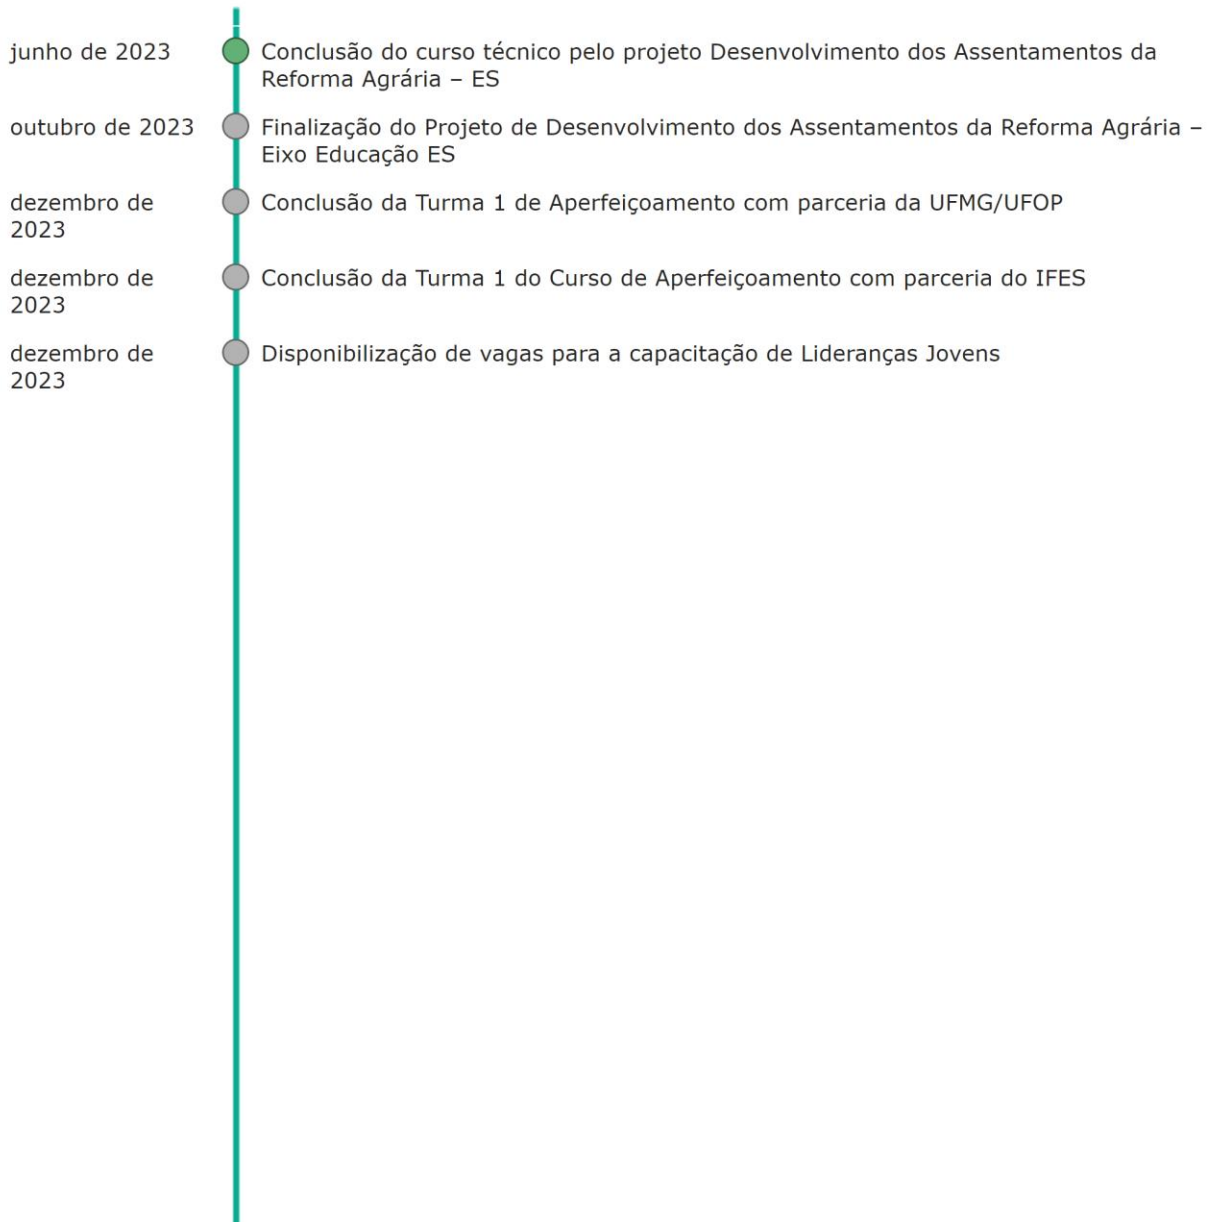 junho de 2023
Conclusão do curso técnico pelo projeto Desenvolvimento dos Assentamentos da
Reforma Agrária – ES
outubro de 2023
Finalização do Projeto de Desenvolvimento dos Assentamentos da Reforma Agrária –
Eixo Educação ES
dezembro de
2023
Conclusão da Turma 1 de Aperfeiçoamento com parceria da UFMG/UFOP
dezembro de
2023
Conclusão da Turma 1 do Curso de Aperfeiçoamento com parceria do IFES
dezembro de
2023
Disponibilização de vagas para a capacitação de Lideranças Jovens